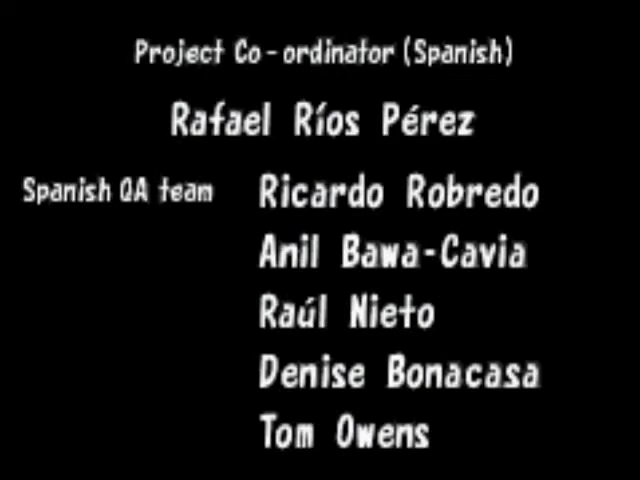 Project Co-ordinator (Spanish)
Rafael Ríos Pérez
Spanish QA team Ricardo Robredo
Anil Bawa-Cavia
Raúl Nieto
Denise Bonacasa
Tom Owens